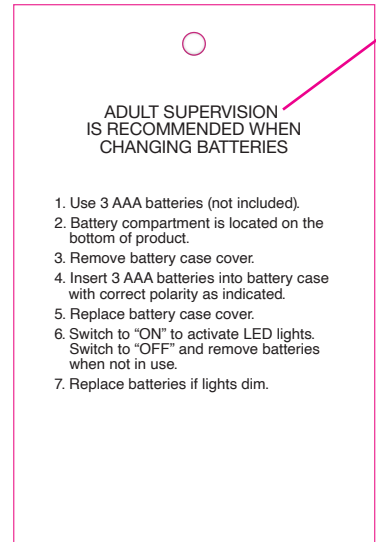 ADULT SUPERVISION
IS RECOMMENDED WHEN
CHANGING BATTERIES
1. Use 3 AAA batteries (not included).
2. Battery compartment is located on the
bottom of product.
3. Remove battery case cover.
4. Insert 3 AAA batteries into battery case
with correct polarity as indicated.
5. Replace battery case cover.
6. Switch to “ON” to activate LED lights.
Switch to “OFF” and remove batteries
when not in use.
7. Replace batteries if lights dim.